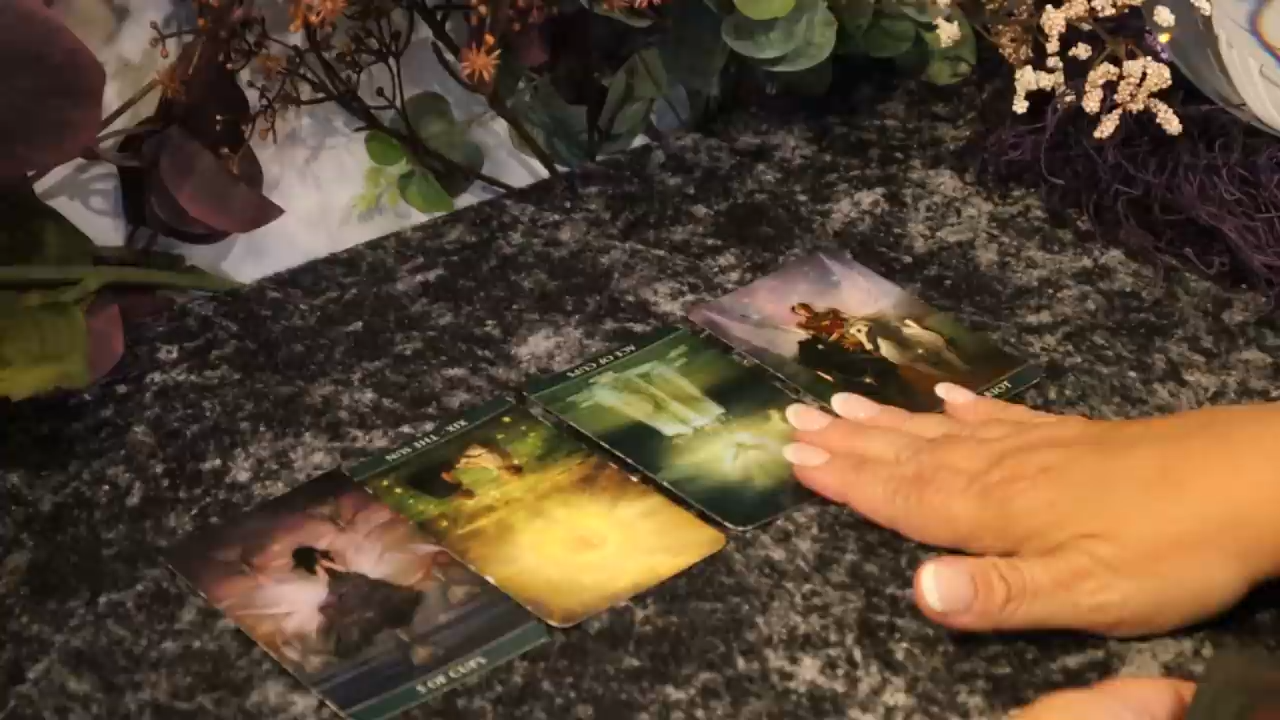 5 OF CUPS
XIX · THE SUN
ACE OF CUPS